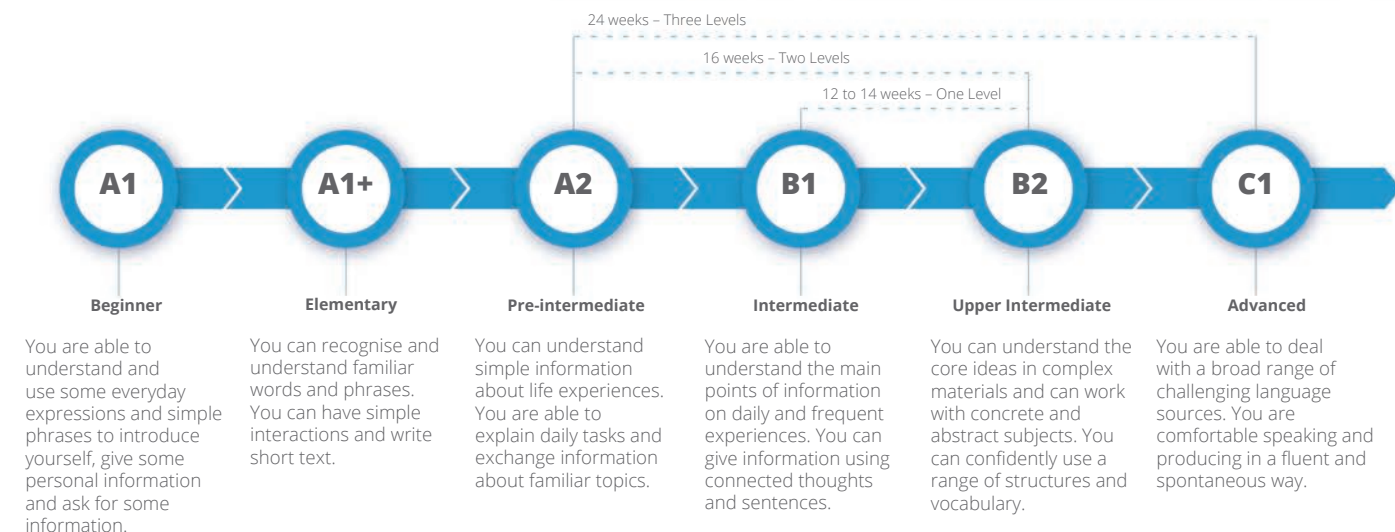 24 weeks – Three Levels
16 weeks – Two Levels
12 to 14 weeks – One Level
A1
A1+
A2
B1
B2
C1
Beginner
Elementary
Pre-intermediate
Intermediate
Upper Intermediate
Advanced
You are able to
understand and
use some everyday
expressions and simple
phrases to introduce
yourself, give some
personal information
and ask for some
information.
You can recognise and
understand familiar
words and phrases.
You can have simple
interactions and write
short text.
You can understand
simple information
about life experiences.
You are able to
explain daily tasks and
exchange information
about familiar topics.
You are able to
understand the main
points of information
on daily and frequent
experiences. You can
give information using
connected thoughts
and sentences.
You can understand the
core ideas in complex
materials and can work
with concrete and
abstract subjects. You
can confidently use a
range of structures and
vocabulary.
You are able to deal
with a broad range of
challenging language
sources. You are
comfortable speaking and
producing in a fluent and
spontaneous way.